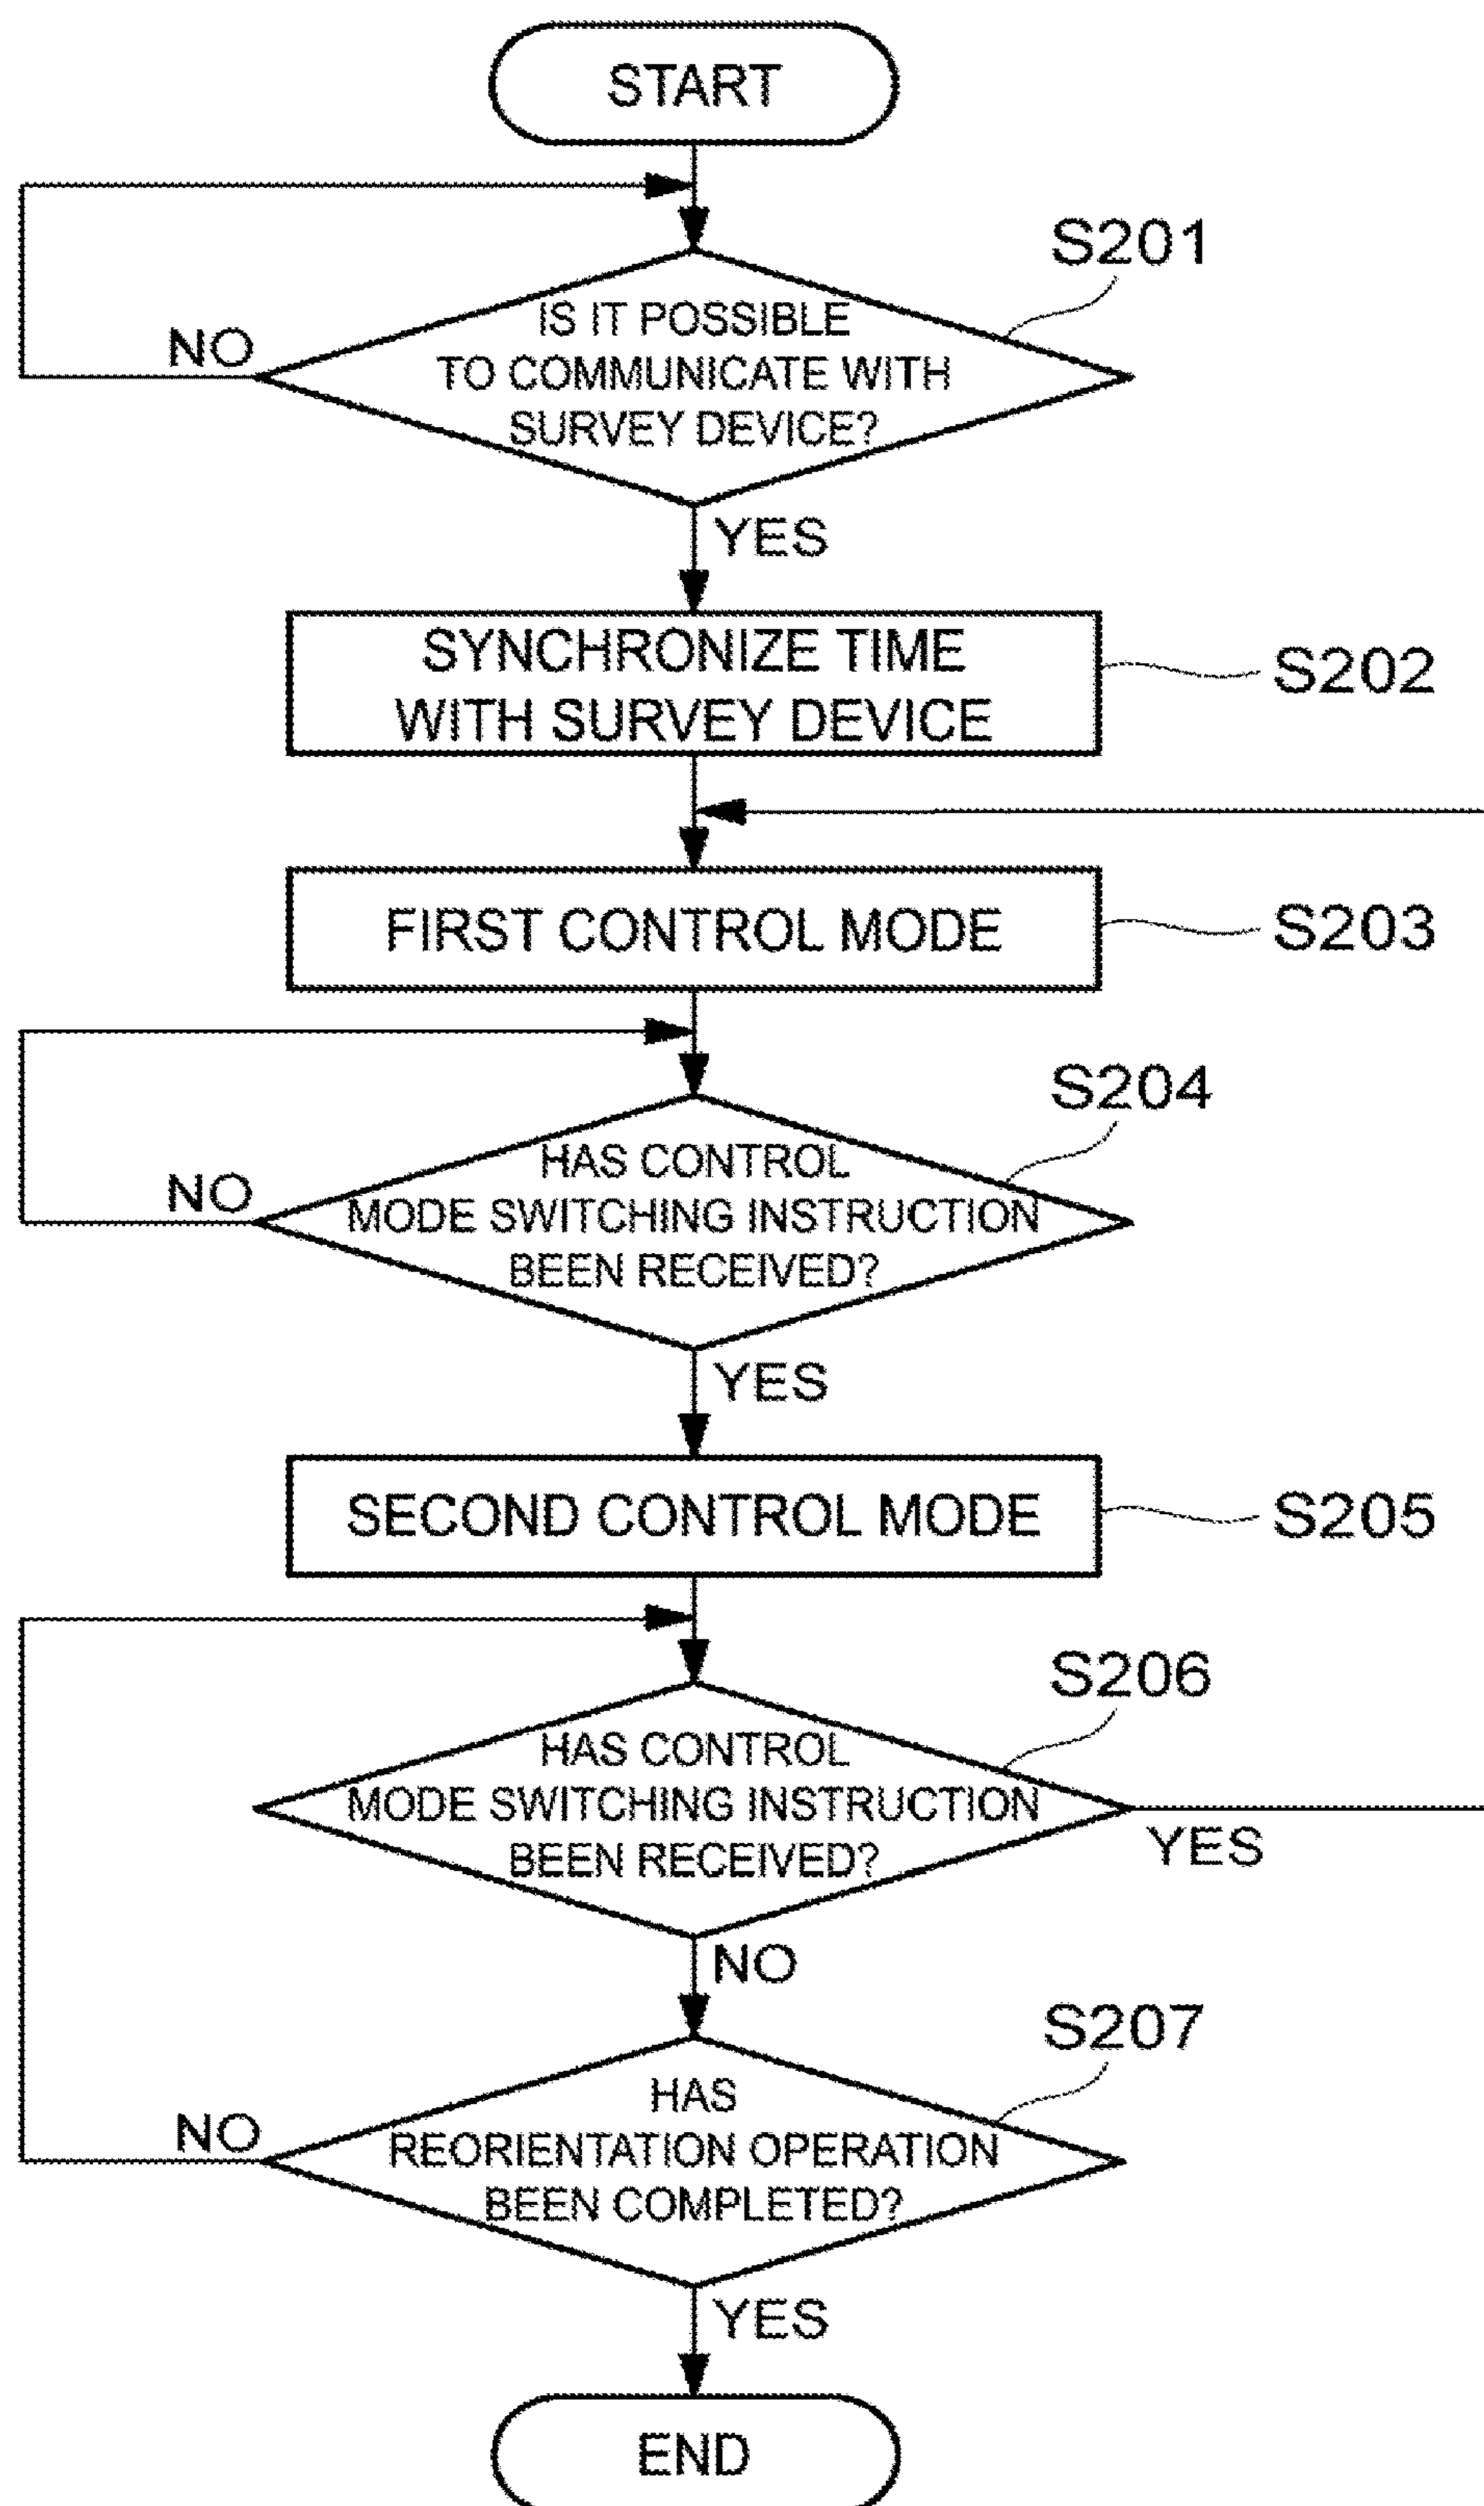 START
S201
IS IT POSSIBLE
TO COMMUNICATE WITH
SURVEY DEVICE?
NO
YES
SYNCHRONIZE TIME
WITH SURVEY DEVICE
S202
FIRST CONTROL MODE
S203
S204
HAS CONTROL
MODE SWITCHING INSTRUCTION
BEEN RECEIVED?
NO
YES
SECOND CONTROL MODE
S205
S206
HAS CONTROL
MODE SWITCHING INSTRUCTION
BEEN RECEIVED?
YES
NO
S207
HAS
REORIENTATION OPERATION
BEEN COMPLETED?
NO
YES
END